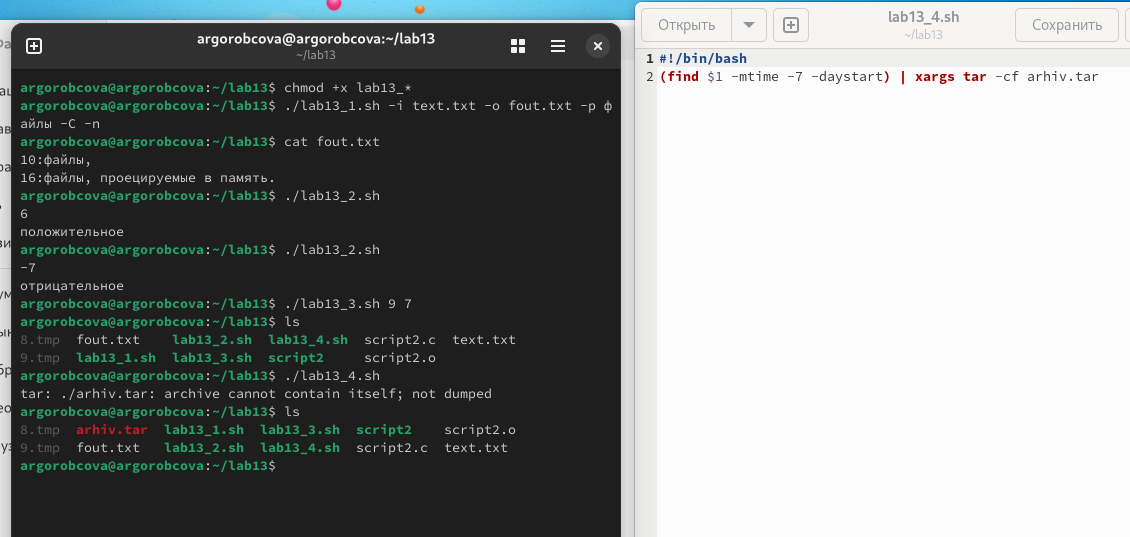 argorobcova@argorobcova:~/lab13
~/lab13
argorobcova@argorobcova:~/lab13$ chmod +x lab13_*
argorobcova@argorobcova:~/lab13$ ./lab13_1.sh -i text.txt -o fout.txt -p ф
айлы -C -n
argorobcova@argorobcova:~/lab13$ cat fout.txt
10:файлы,
16:файлы, проецируемые в память.
argorobcova@argorobcova:~/lab13$ ./lab13_2.sh
6
положительное
argorobcova@argorobcova:~/lab13$ ./lab13_2.sh
-7
отрицательное
argorobcova@argorobcova:~/lab13$ ./lab13_3.sh 9 7
argorobcova@argorobcova:~/lab13$ ls
8.tmp  fout.txt    lab13_2.sh  lab13_4.sh  script2.c  text.txt
9.tmp  lab13_1.sh  lab13_3.sh  script2     script2.o
argorobcova@argorobcova:~/lab13$ ./lab13_4.sh
tar: ./arhiv.tar: archive cannot contain itself; not dumped
argorobcova@argorobcova:~/lab13$ ls
8.tmp  arhiv.tar  lab13_1.sh  lab13_3.sh  script2    script2.o
9.tmp  fout.txt   lab13_2.sh  lab13_4.sh  script2.c  text.txt
argorobcova@argorobcova:~/lab13$
Открыть
lab13_4.sh
~/lab13
Сохранить
1 #!/bin/bash
2 (find $1 -mtime -7 -daystart) | xargs tar -cf arhiv.tar